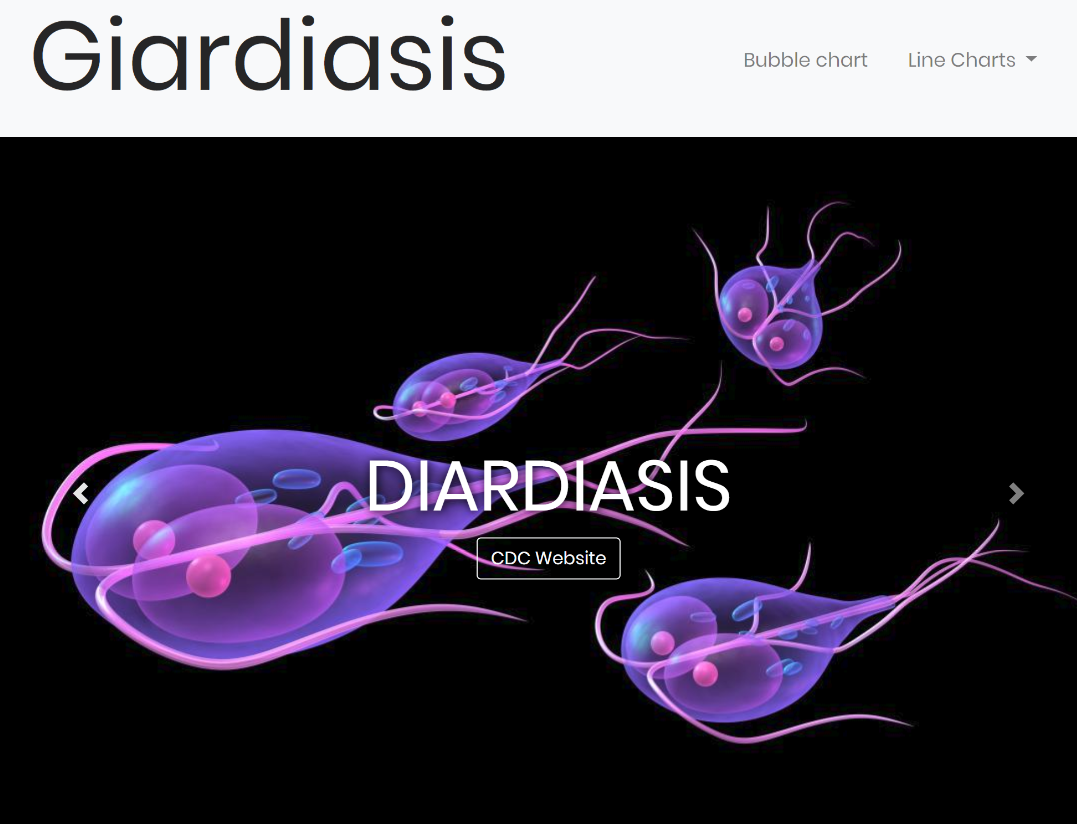 Giardiasis
Bubble chart Line Charts
DIARDIASIS
CDC Website